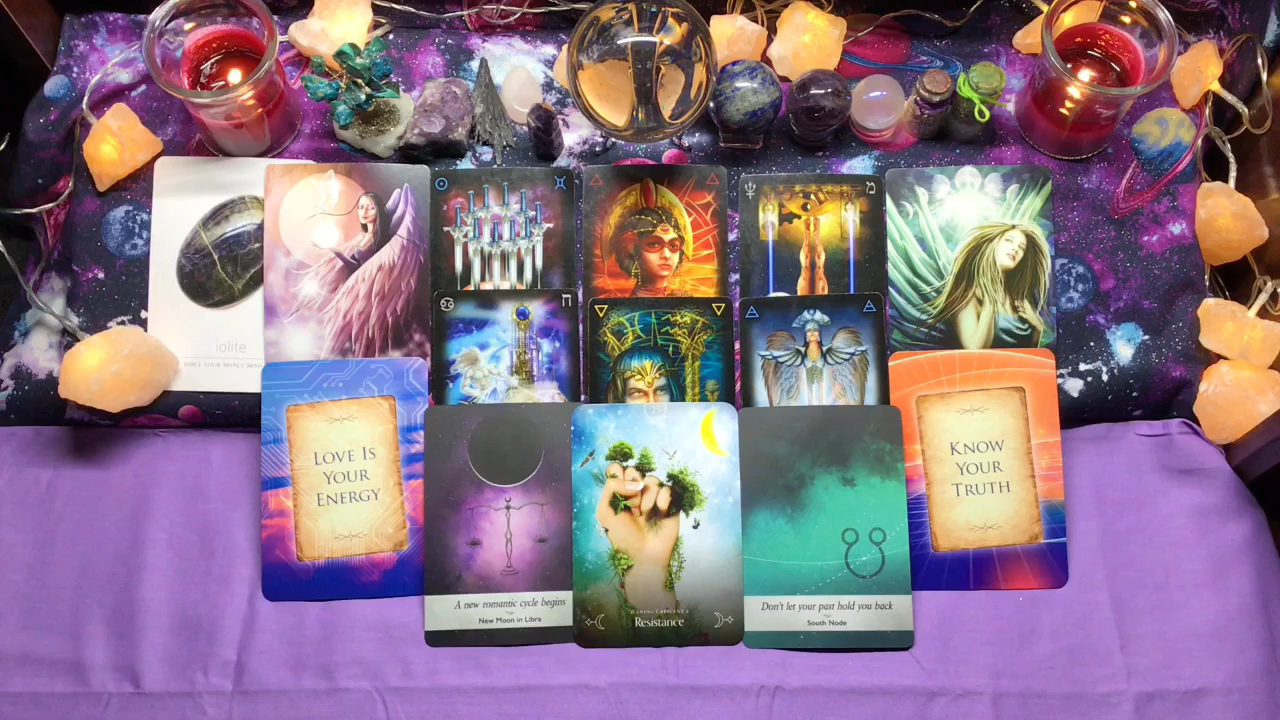 iolite
LOVE IS
YOUR
ENERGY
KNOW
YOUR
TRUTH
A new romantic cycle begins
New Moon in Libra
Resistance
Don't let your past hold you back
South Node